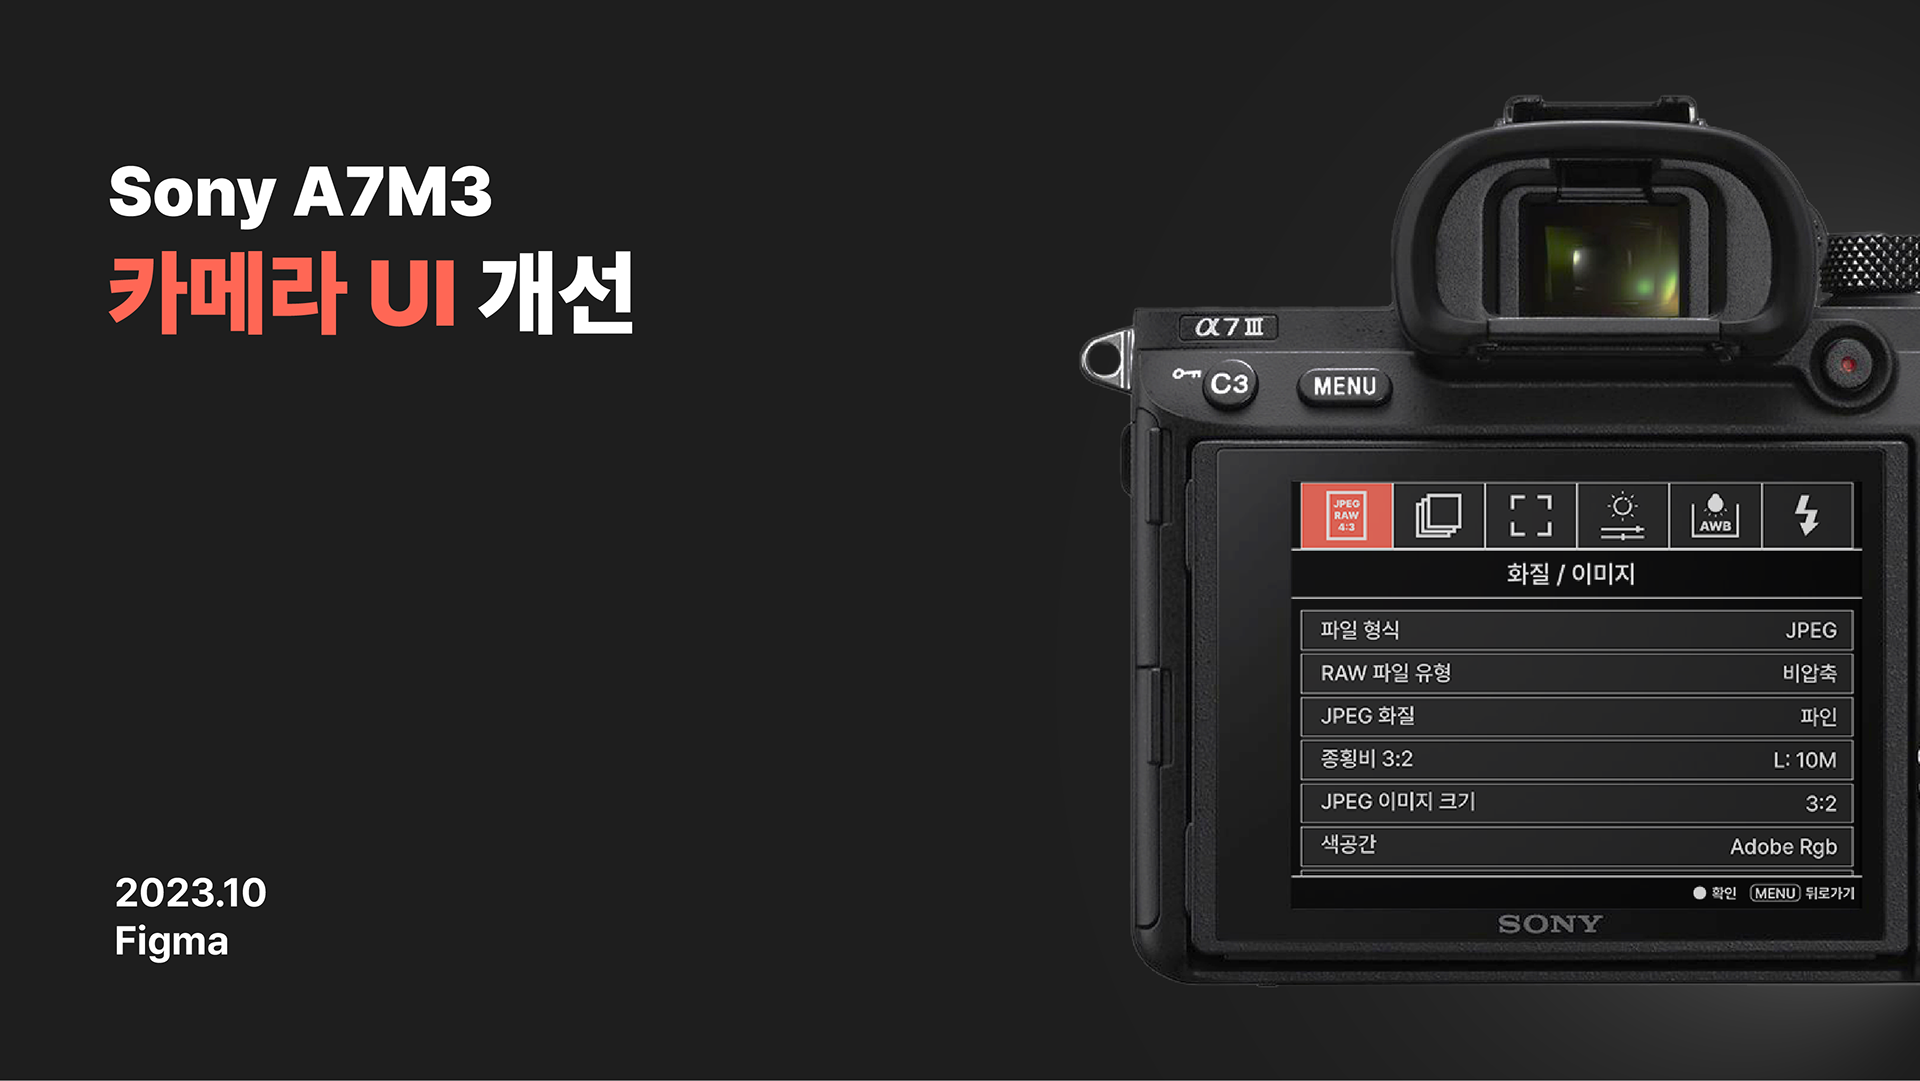 Sony A7M3
카메라 UI 개선
2023.10
Figma
α7 III
C3
MENU
JPEG
RAW
4:3
AWB
화질 / 이미지
파일 형식 JPEG
RAW 파일 유형 비압축
JPEG 화질 파인
종횡비 3:2 L: 10M
JPEG 이미지 크기 3:2
색공간 Adobe Rgb
확인 MENU 뒤로가기
SONY